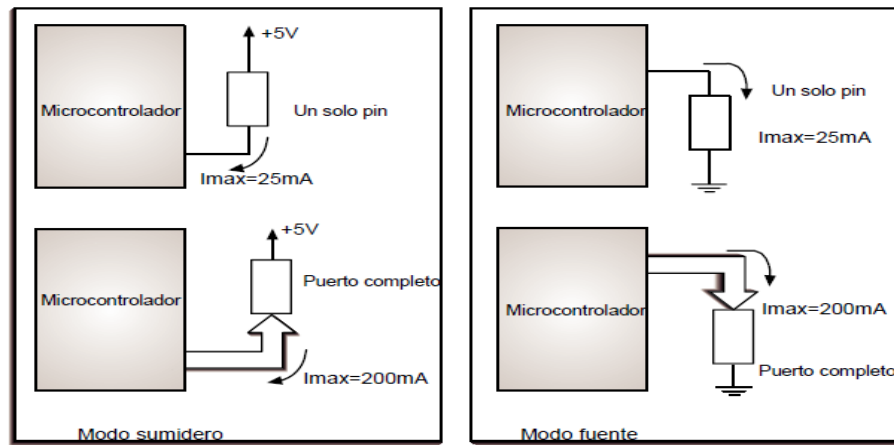 +5V
Microcontrolador
Un solo pin
Imax=25mA
+5V
Microcontrolador
Puerto completo
Imax=200mA
Modo sumidero
Microcontrolador
Un solo pin
Imax=25mA
Microcontrolador
Imax=200mA
Puerto completo
Modo fuente